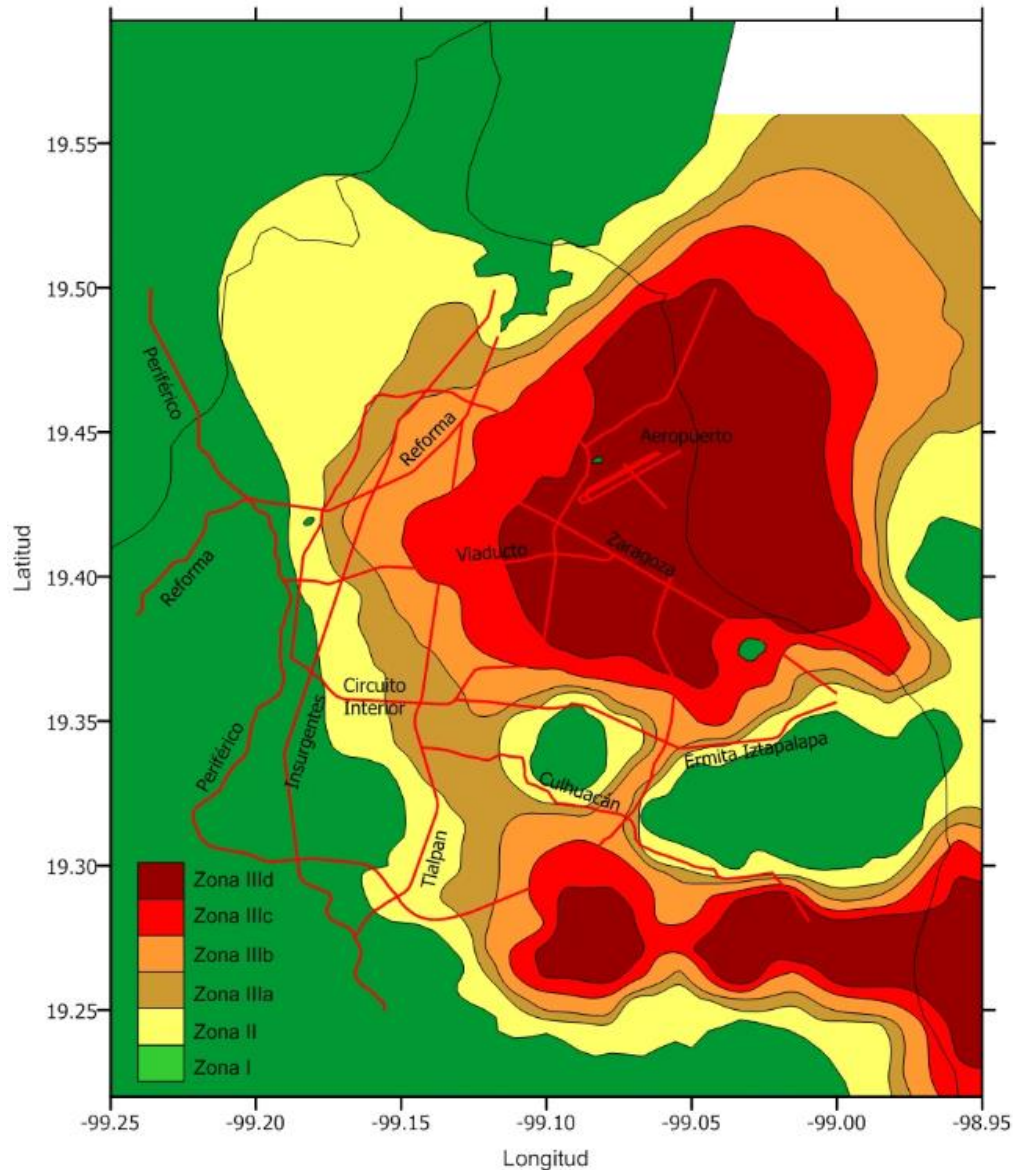 19.55
19.50
19.45
19.40
19.35
19.30
19.25
Latitud
Periférico
Reforma
Aeropuerto
Reforma
Viaducto
Zaragoza
Circuito
Interior
Periférico
Insurgentes
Ermita Iztapalapa
Culhuacán
Tlalpan
Zona IIId
Zona IIIc
Zona IIIb
Zona IIIa
Zona II
Zona I
-99.25
-99.20
-99.15
-99.10
-99.05
-99.00
-98.95
Longitud